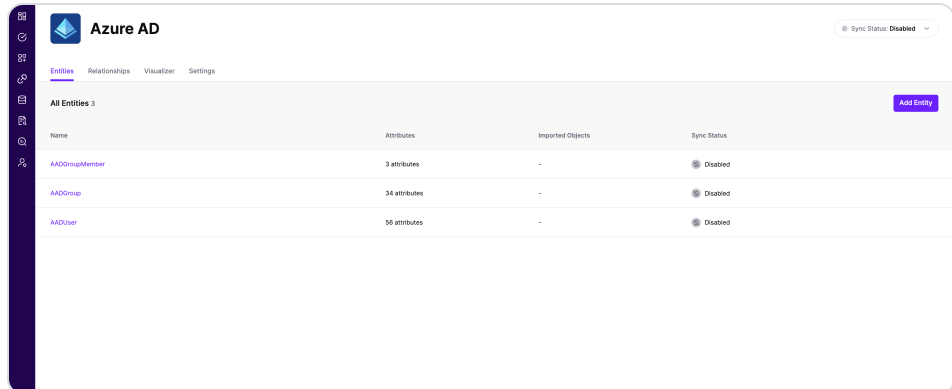 Azure AD
Sync Status: Disabled
Entities Relationships Visualizer Settings
All Entities 3
Add Entity
Name Attributes Imported Objects Sync Status
AADGroupMember 3 attributes - Disabled
AADGroup 34 attributes - Disabled
AADUser 56 attributes - Disabled